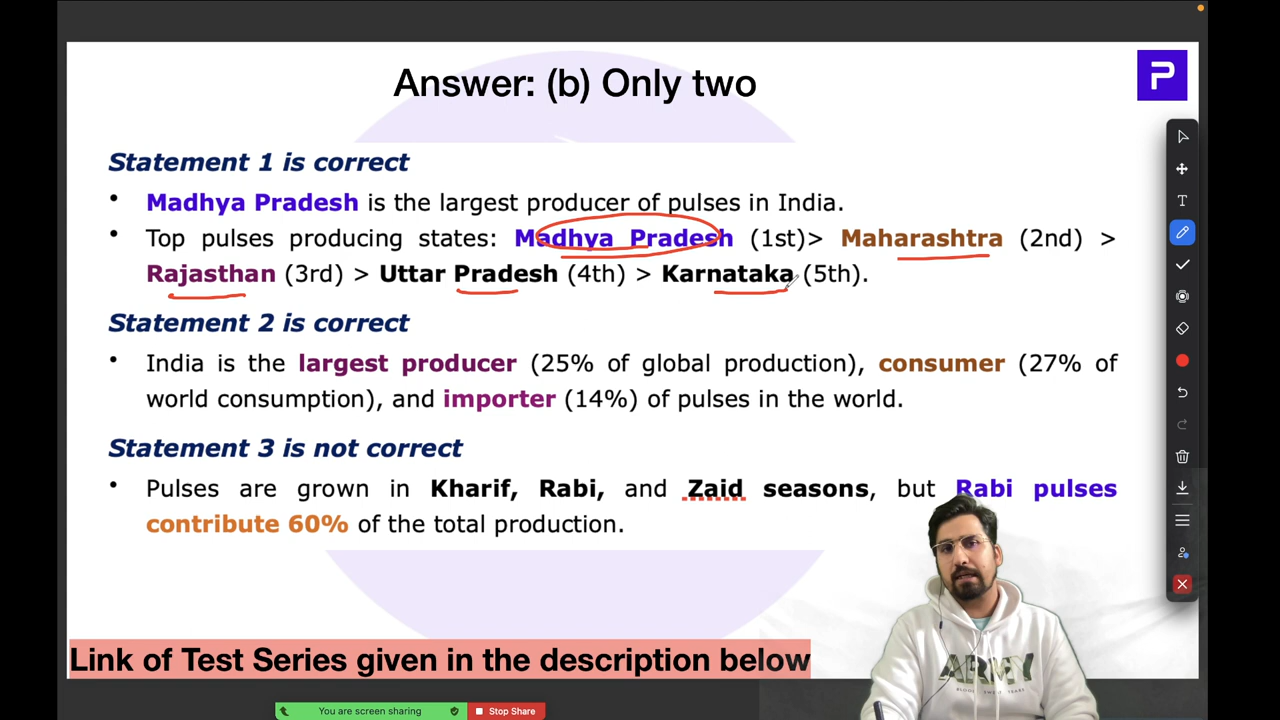 Answer: (b) Only two
P
Statement 1 is correct
• Madhya Pradesh is the largest producer of pulses in India.
• Top pulses producing states: Madhya Pradesh (1st)> Maharashtra (2nd) >
Rajasthan (3rd) > Uttar Pradesh (4th) > Karnataka (5th).
Statement 2 is correct
• India is the largest producer (25% of global production), consumer (27% of
world consumption), and importer (14%) of pulses in the world.
Statement 3 is not correct
• Pulses are grown in Kharif, Rabi, and Zaid seasons, but Rabi pulses
contribute 60% of the total production.
Link of Test Series given in the description below
ARMY
You are screen sharing
Stop Share
T